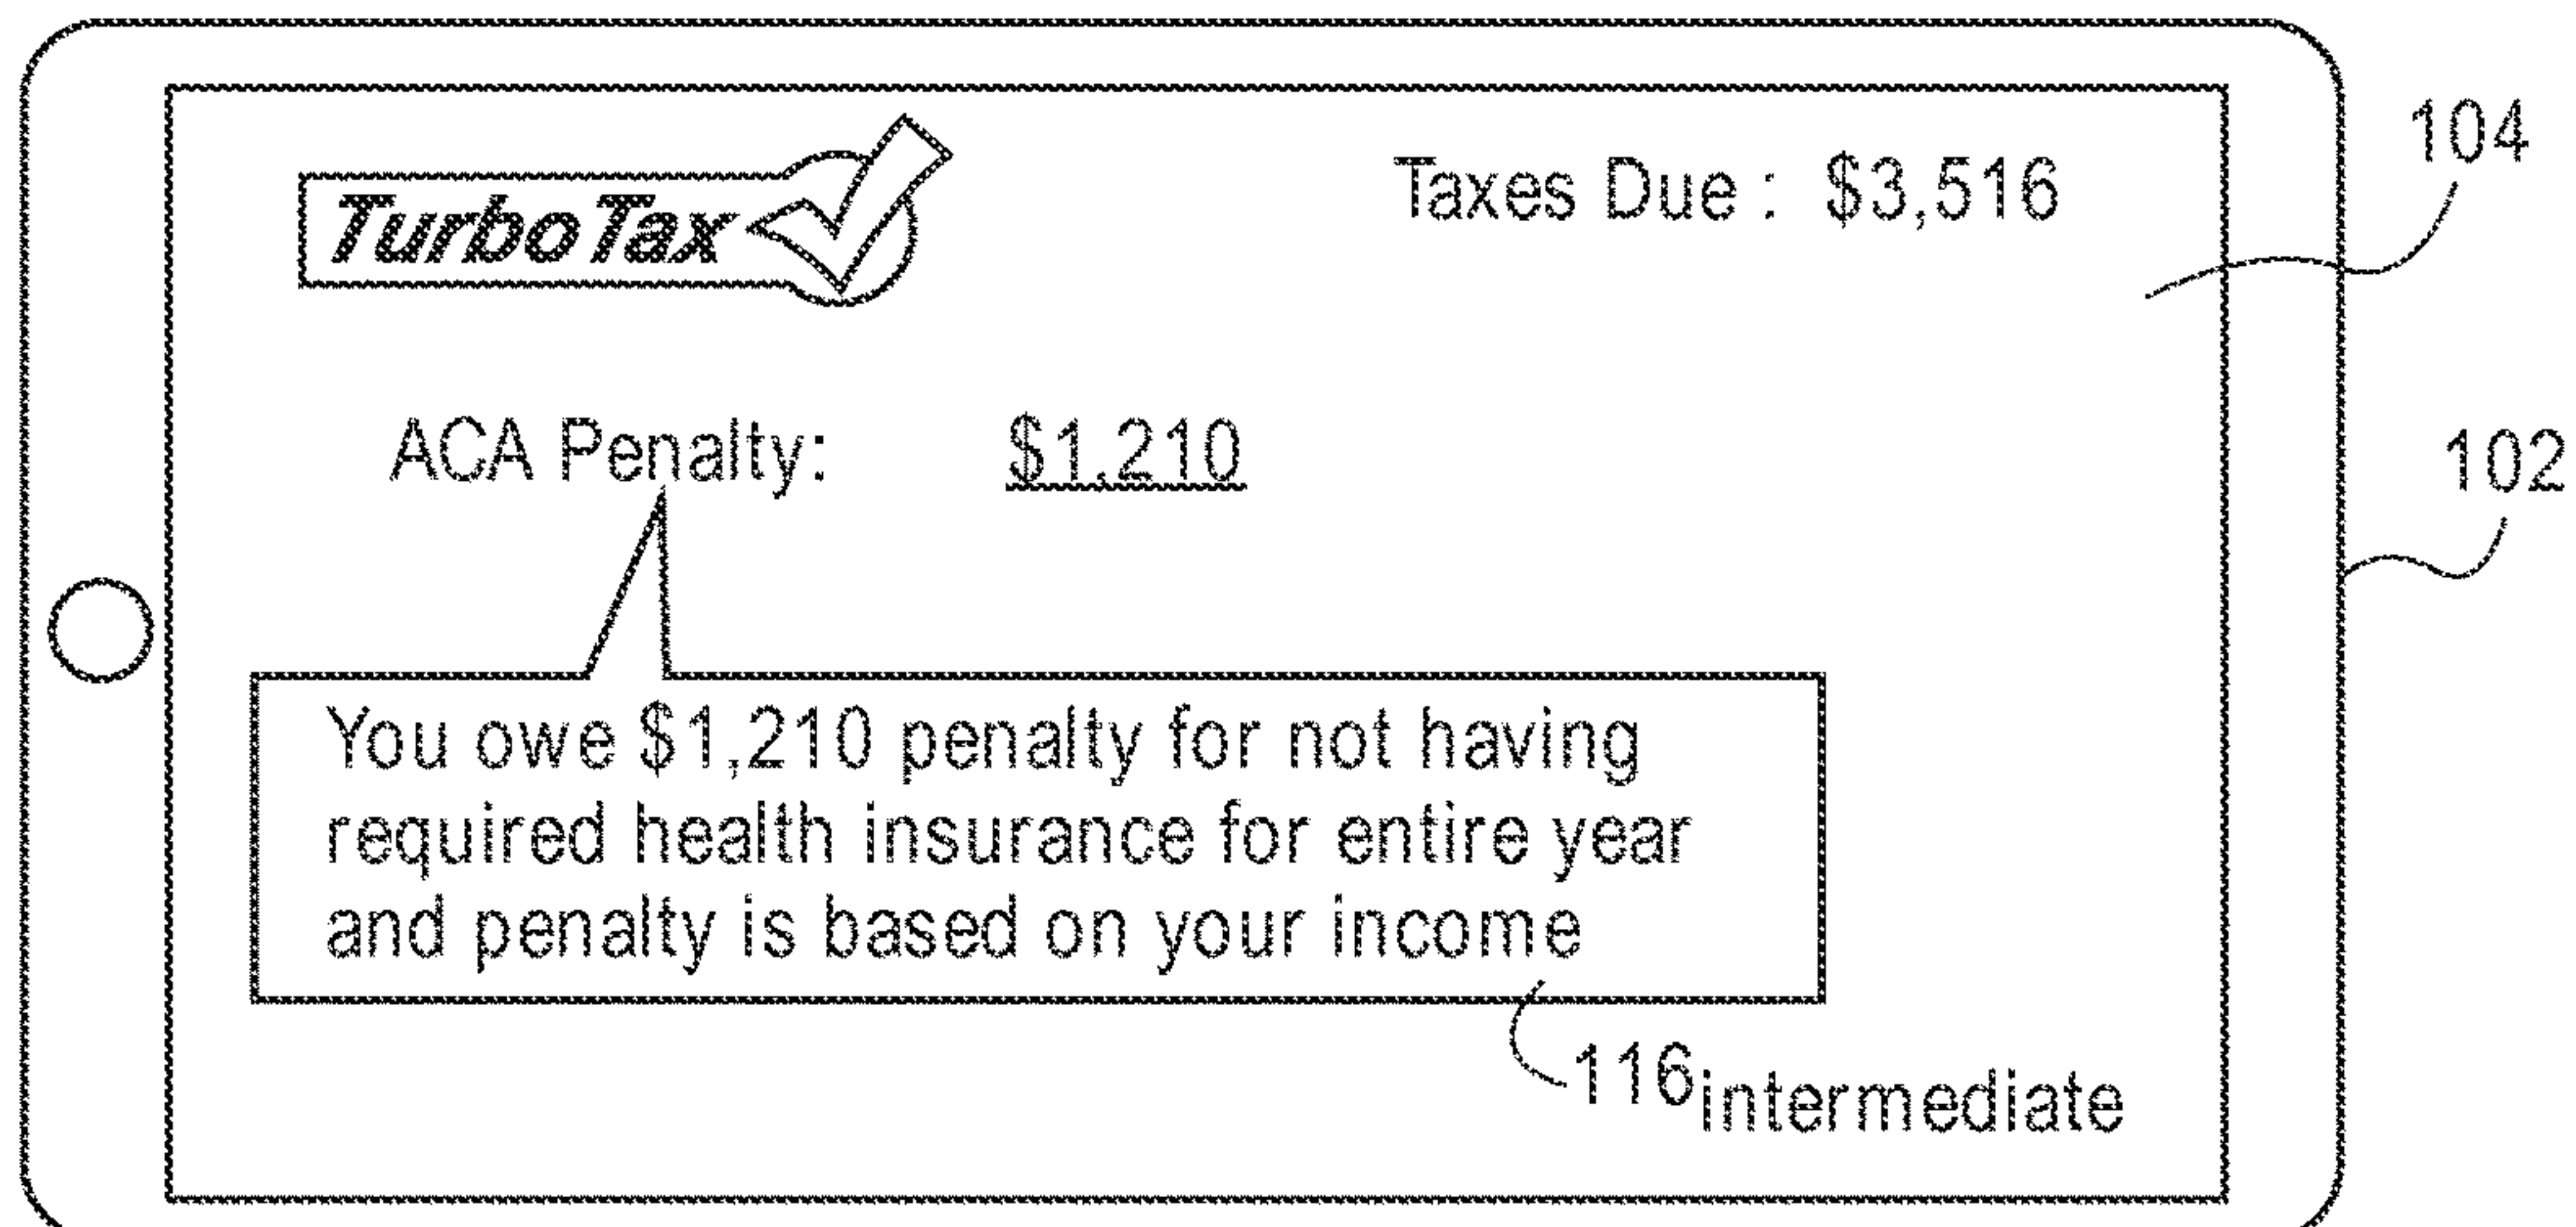 TurboTax
Taxes Due : $3,516
104
ACA Penalty: $1,210
102
You owe $1,210 penalty for not having
required health insurance for entire year
and penalty is based on your income
116intermediate